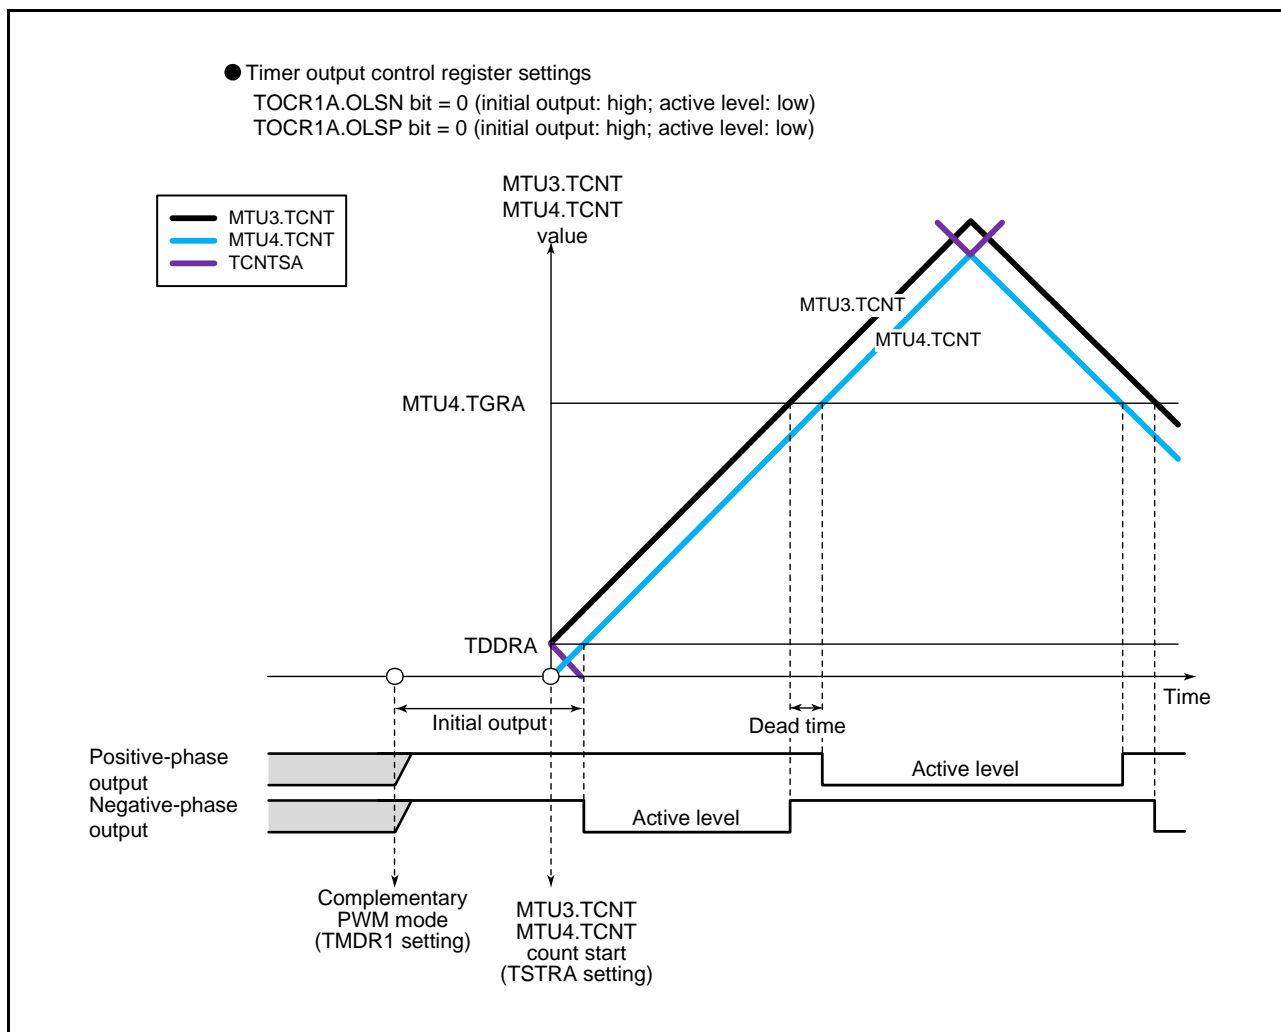 ● Timer output control register settings
TOCR1A.OLSN bit = 0 (initial output: high; active level: low)
TOCR1A.OLSP bit = 0 (initial output: high; active level: low)
MTU3.TCNT
MTU4.TCNT
value
MTU3.TCNT
MTU4.TCNT
TCNTSA
MTU3.TCNT
MTU4.TCNT
MTU4.TGRA
TDDRA
Time
Initial output
Dead time
Positive-phase
output
Active level
Negative-phase
output
Active level
Complementary
PWM mode
(TMDR1 setting)
MTU3.TCNT
MTU4.TCNT
count start
(TSTRA setting)